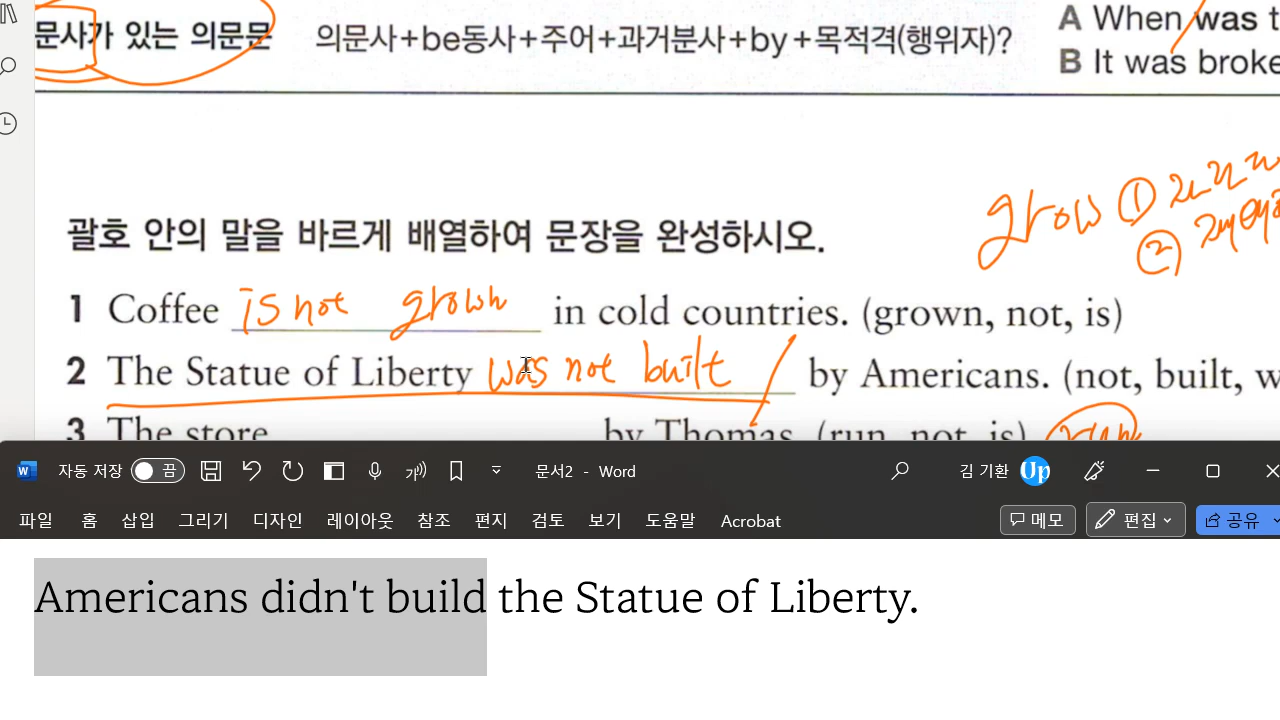 문사가 있는 의문문 의문사+be동사+주어+과거분사+by+목적격(행위자)? A When was t
B It was broke
grow ① 고 고 고
②
괄호 안의 말을 바르게 배열하여 문장을 완성하시오.
1 Coffee is not grown in cold countries. (grown, not, is)
2 The Statue of Liberty was not built by Americans. (not, built, w
3 The store by Thomas. (run, not, is) run
자동 저장 끔 가)) 문서2 - Word 김 기환 Up
파일 홈 삽입 그리기 디자인 레이아웃 참조 편지 검토 보기 도움말 Acrobat 메모 편집 공유
Americans didn't build the Statue of Liberty.